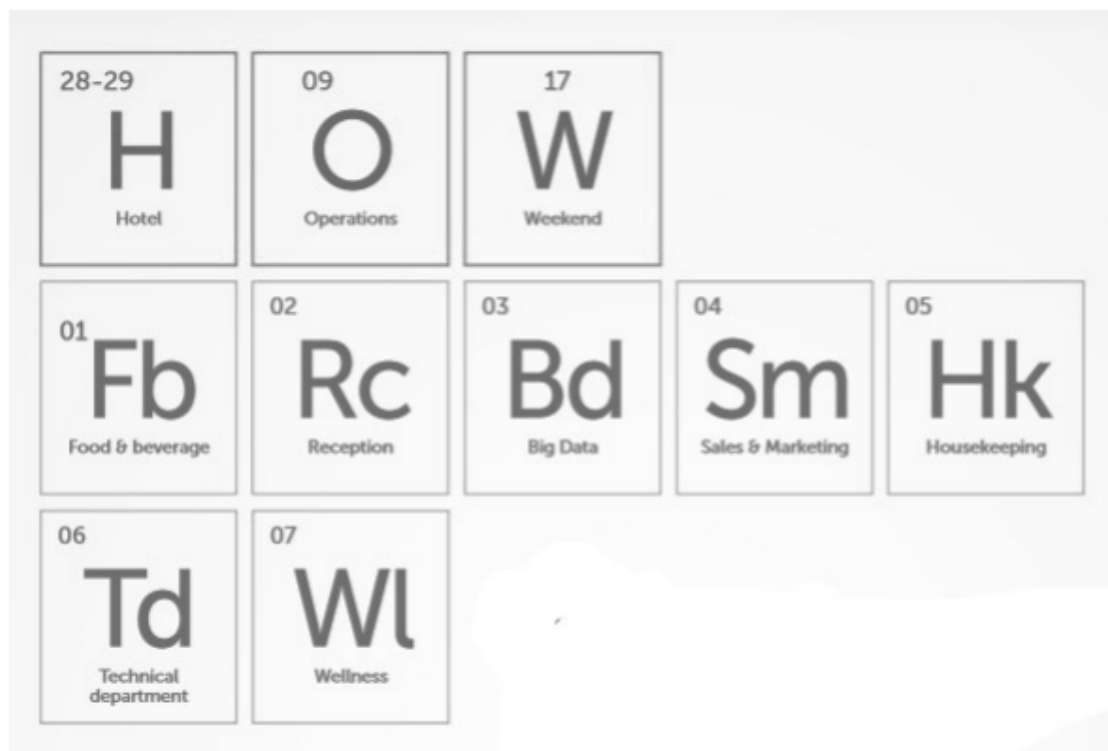 28-29 09 17
H O W
Hotel Operations Weekend
01 02 03 04 05
Fb Rc Bd Sm Hk
Food & beverage Reception Big Data Sales & Marketing Housekeeping
06 07
Td Wl
Technical
department
Wellness